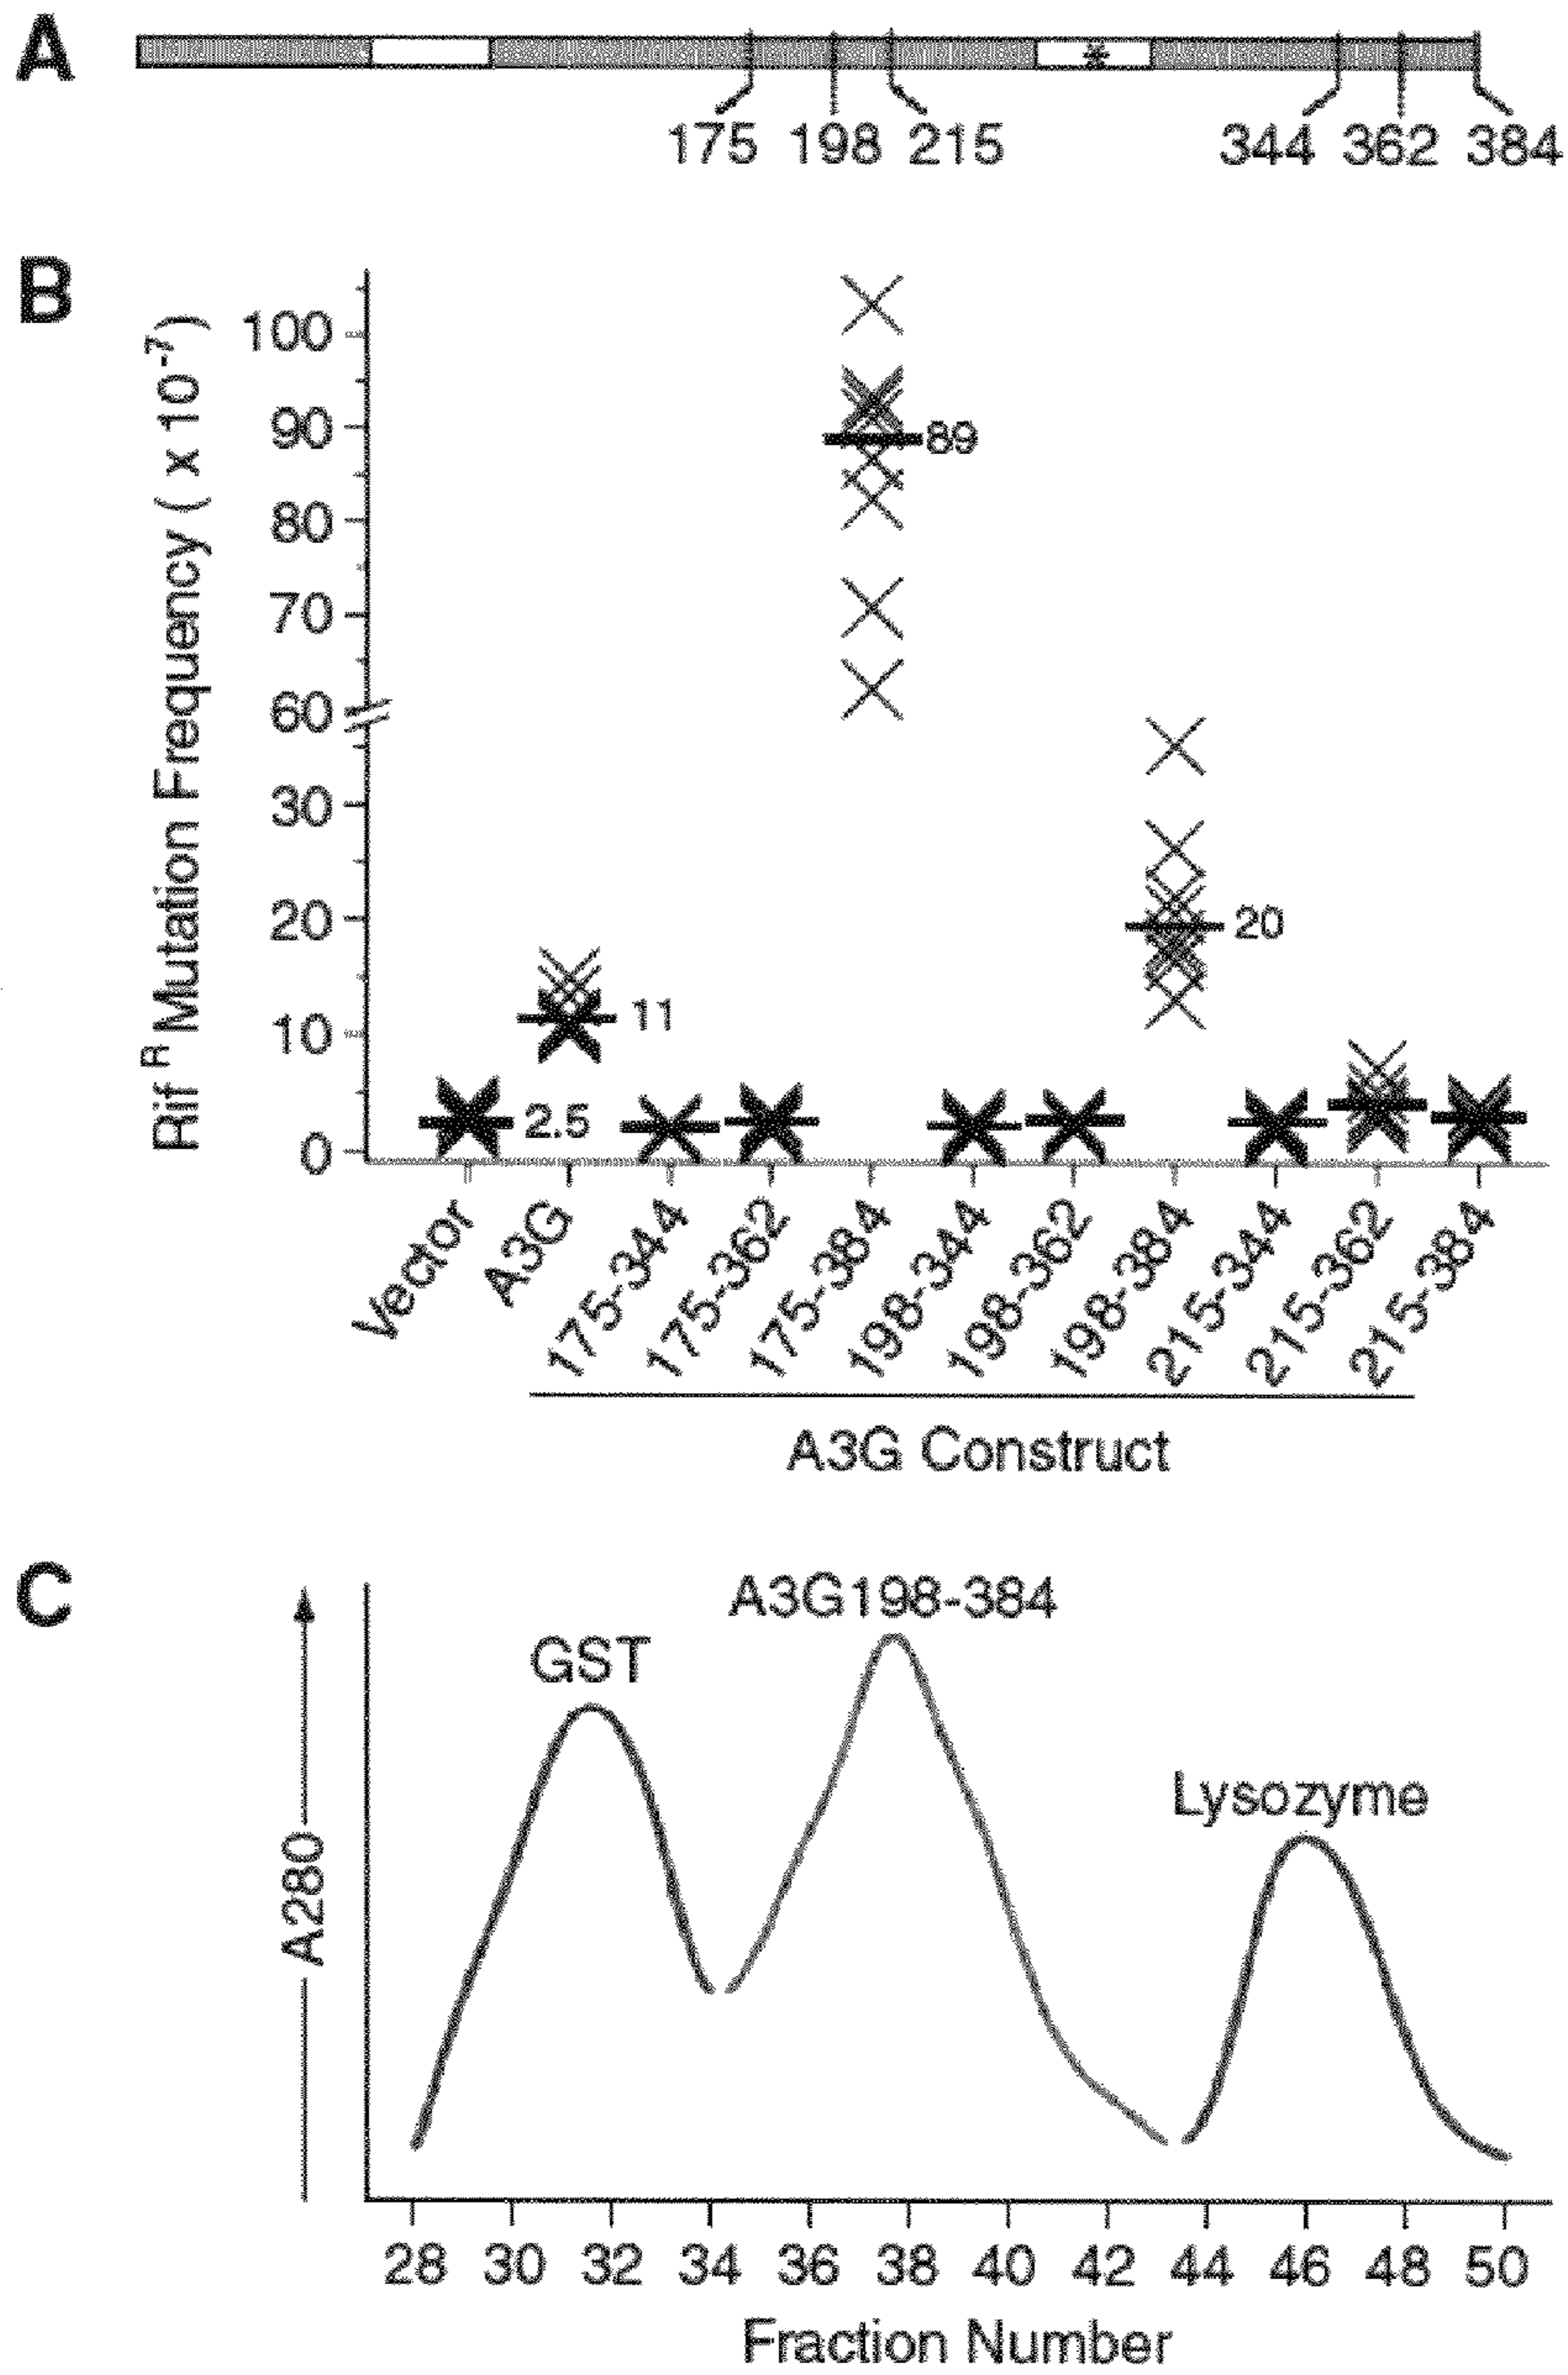 A
*
175 198 215 344 362 384
B
Rif R Mutation Frequency ( x 10-7)
100
90
80
70
60
30
20
10
0
89
20
11
2.5
Vector
A3G
175-344
175-362
175-384
198-344
198-362
198-384
215-344
215-362
215-384
A3G Construct
C
A280
GST
A3G198-384
Lysozyme
28 30 32 34 36 38 40 42 44 46 48 50
Fraction Number